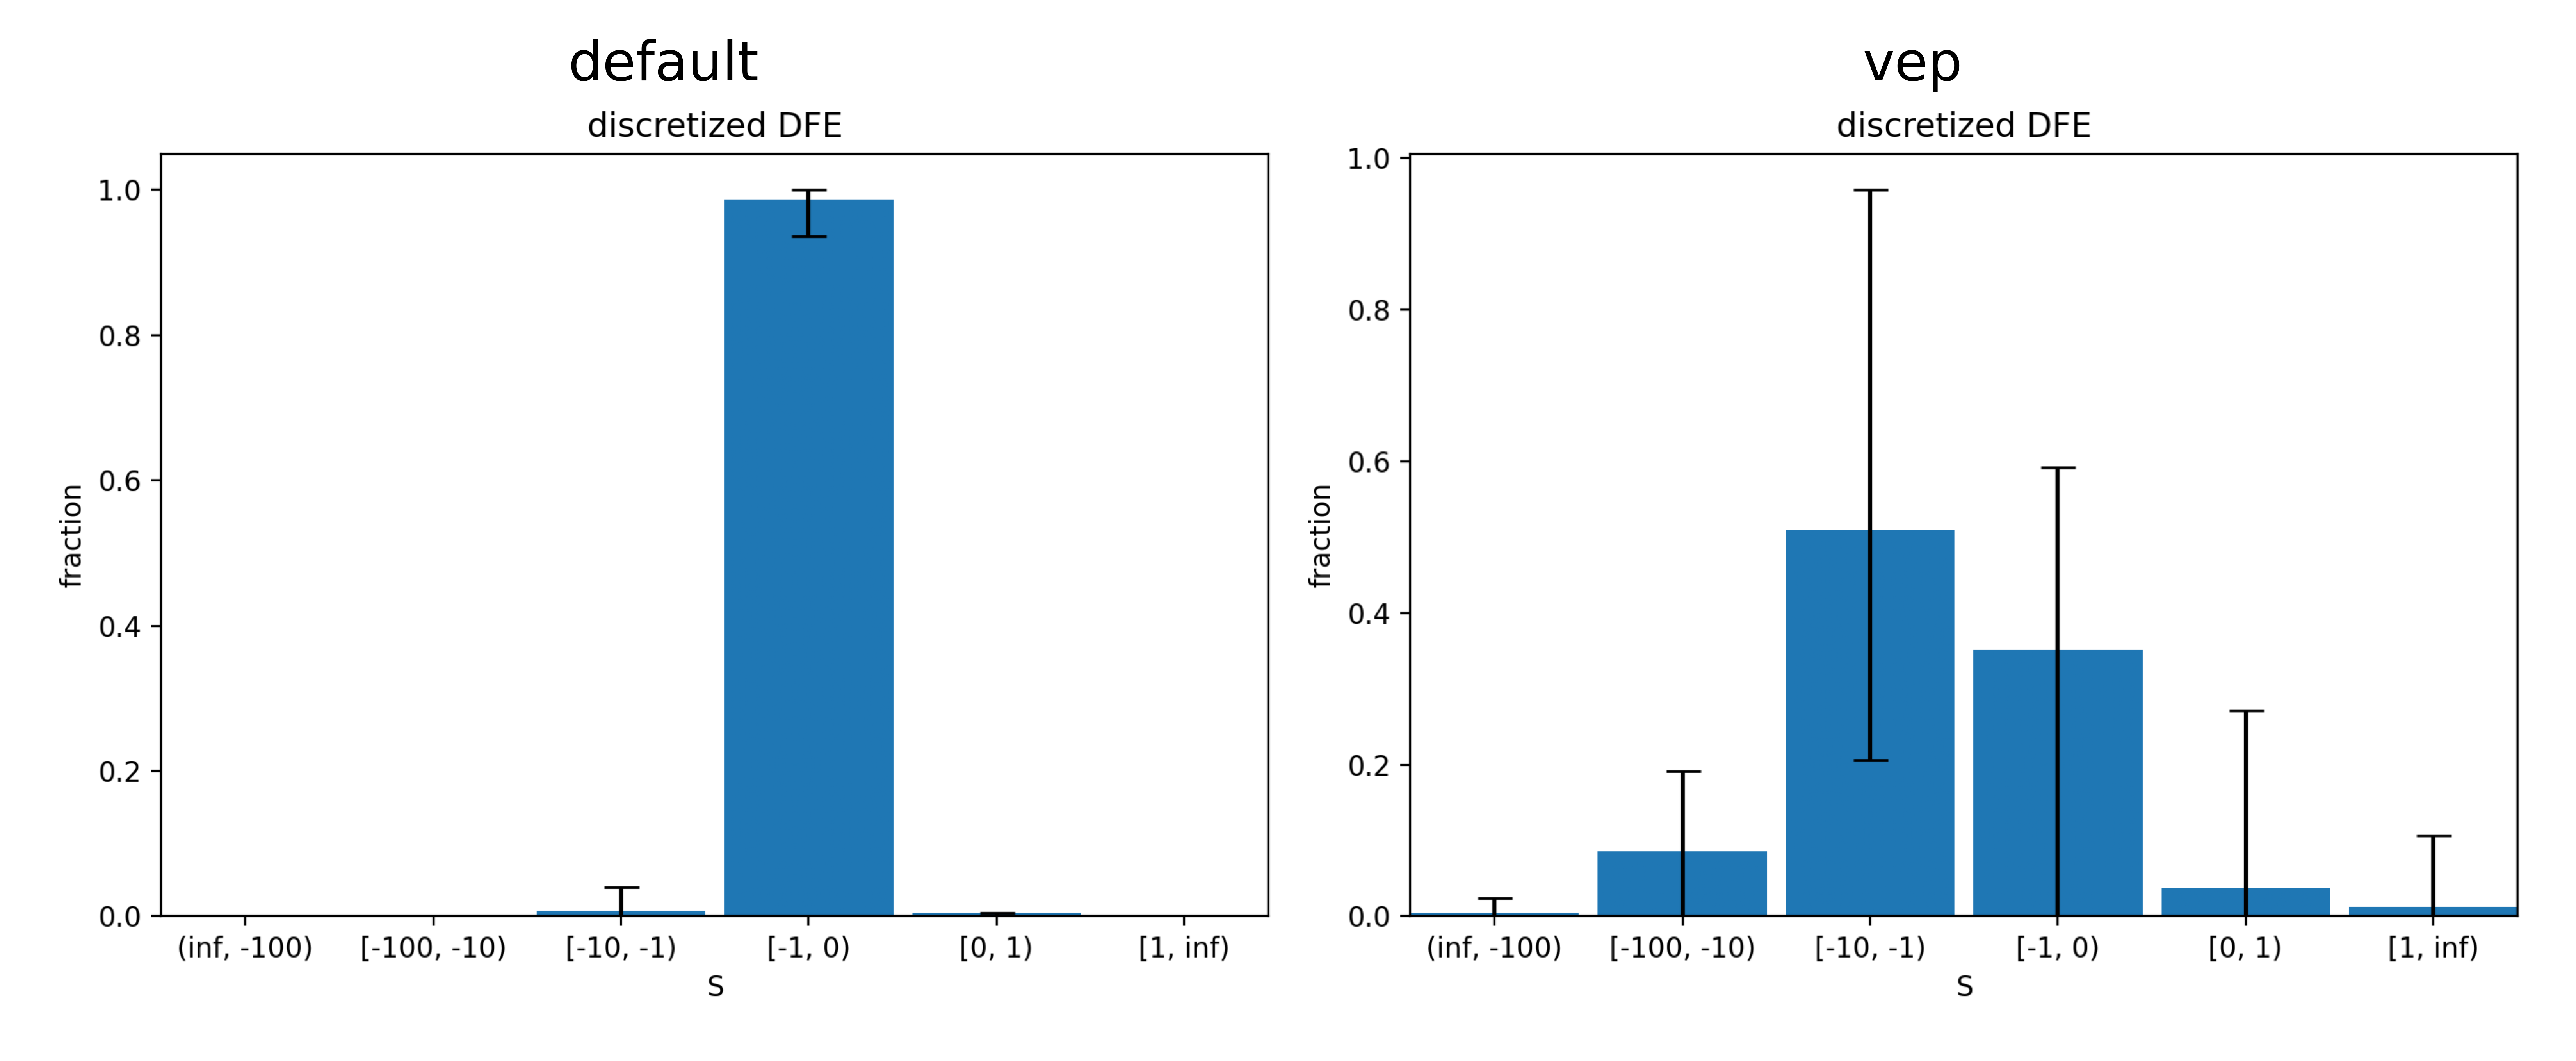 default
discretized DFE
1.0
0.8
0.6
0.4
0.2
0.0
fraction
(inf, -100) [-100, -10) [-10, -1) [-1, 0) [0, 1) [1, inf)
S
vep
discretized DFE
1.0
0.8
0.6
0.4
0.2
0.0
fraction
(inf, -100) [-100, -10) [-10, -1) [-1, 0) [0, 1) [1, inf)
S